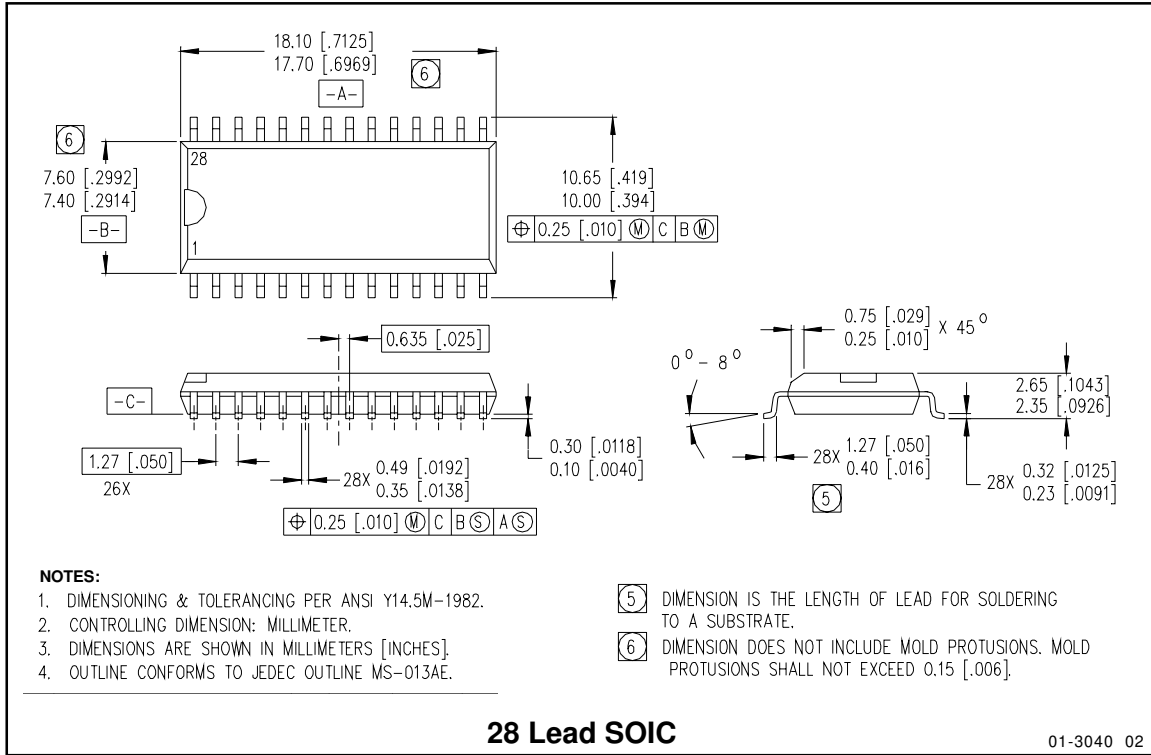 18.10 [.7125]
17.70 [.6969]
6
-A-
6
28
7.60 [.2992]
7.40 [.2914]
-B-
1
10.65 [.419]
10.00 [.394]
⌖ 0.25 [.010] Ⓜ C B Ⓜ
0.635 [.025]
-C-
1.27 [.050]
26X
28X 0.49 [.0192]
0.35 [.0138]
⌖ 0.25 [.010] Ⓜ C B Ⓢ A Ⓢ
0.30 [.0118]
0.10 [.0040]
0.75 [.029]
0.25 [.010] X 45°
0° - 8°
2.65 [.1043]
2.35 [.0926]
28X 1.27 [.050]
0.40 [.016]
5
28X 0.32 [.0125]
0.23 [.0091]
NOTES:
1. DIMENSIONING & TOLERANCING PER ANSI Y14.5M-1982.
2. CONTROLLING DIMENSION: MILLIMETER.
3. DIMENSIONS ARE SHOWN IN MILLIMETERS [INCHES].
4. OUTLINE CONFORMS TO JEDEC OUTLINE MS-013AE.
5 DIMENSION IS THE LENGTH OF LEAD FOR SOLDERING
TO A SUBSTRATE.
6 DIMENSION DOES NOT INCLUDE MOLD PROTUSIONS. MOLD
PROTUSIONS SHALL NOT EXCEED 0.15 [.006].
28 Lead SOIC
01-3040 02